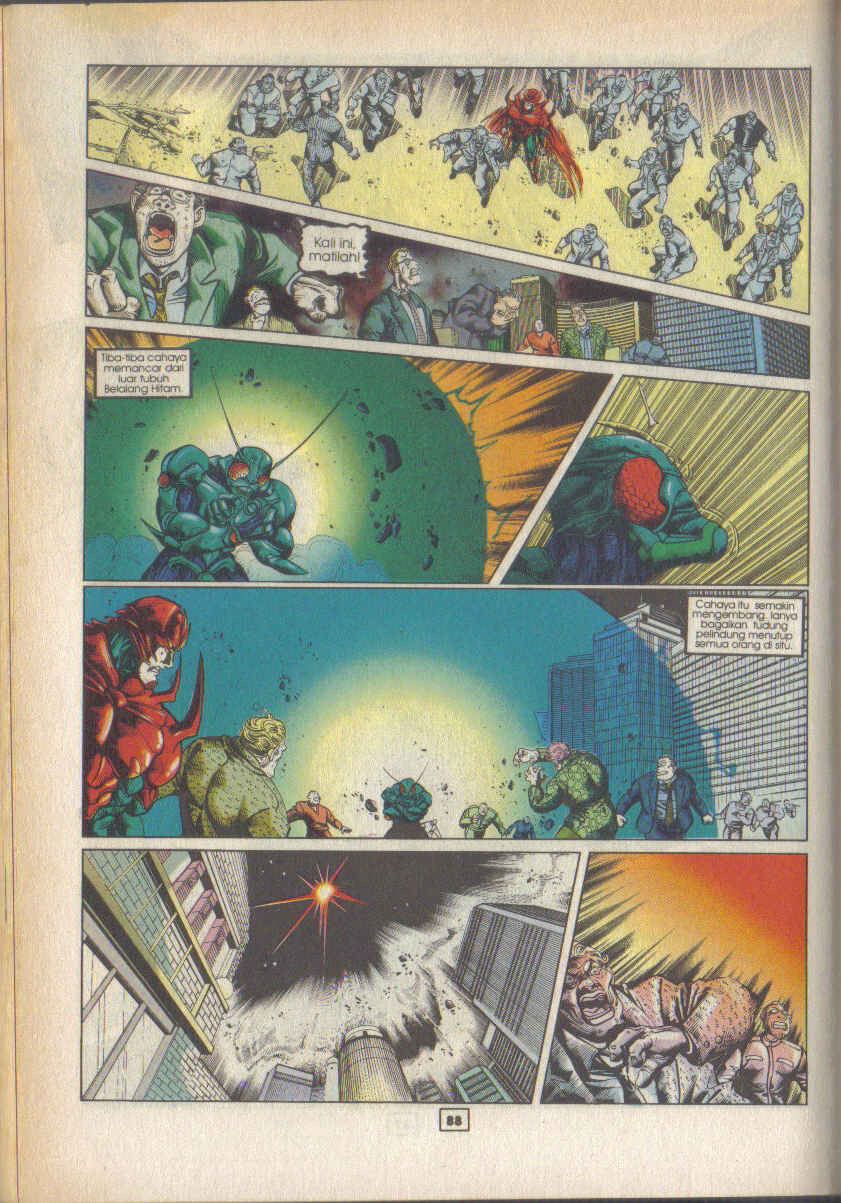 Kali ini,
matilah!
Tiba-tiba cahaya
memancar dari
luar tubuh
Belalang Hitam.
Cahaya itu semakin
mengembang. Ianya
bagaikan tudung
pelindung menutup
semua orang di situ.
88